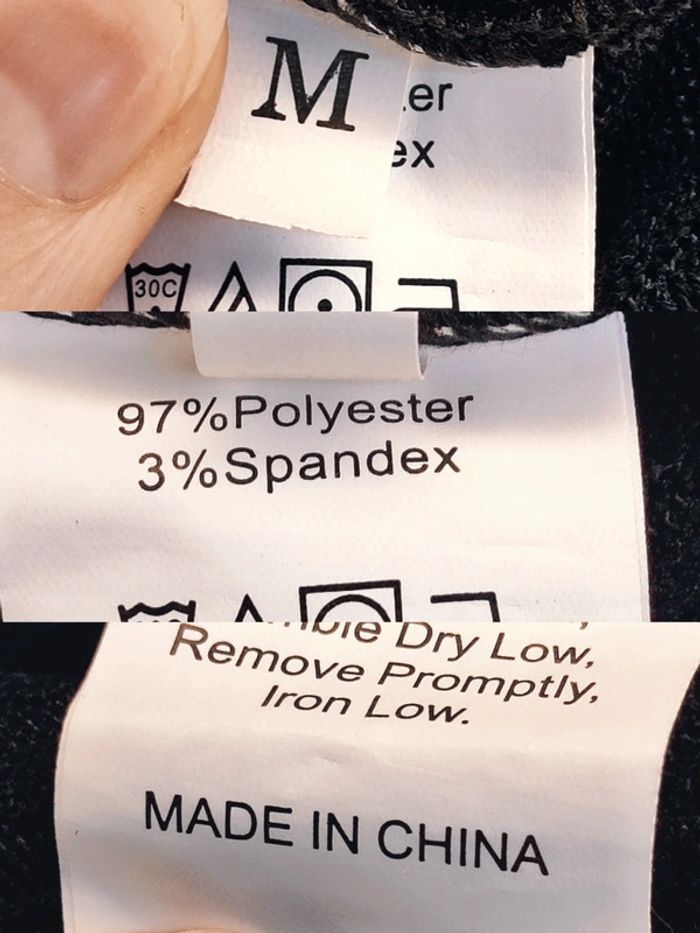 M
30C
97%Polyester
3%Spandex
Dry Low,
Remove Promptly,
Iron Low.
MADE IN CHINA